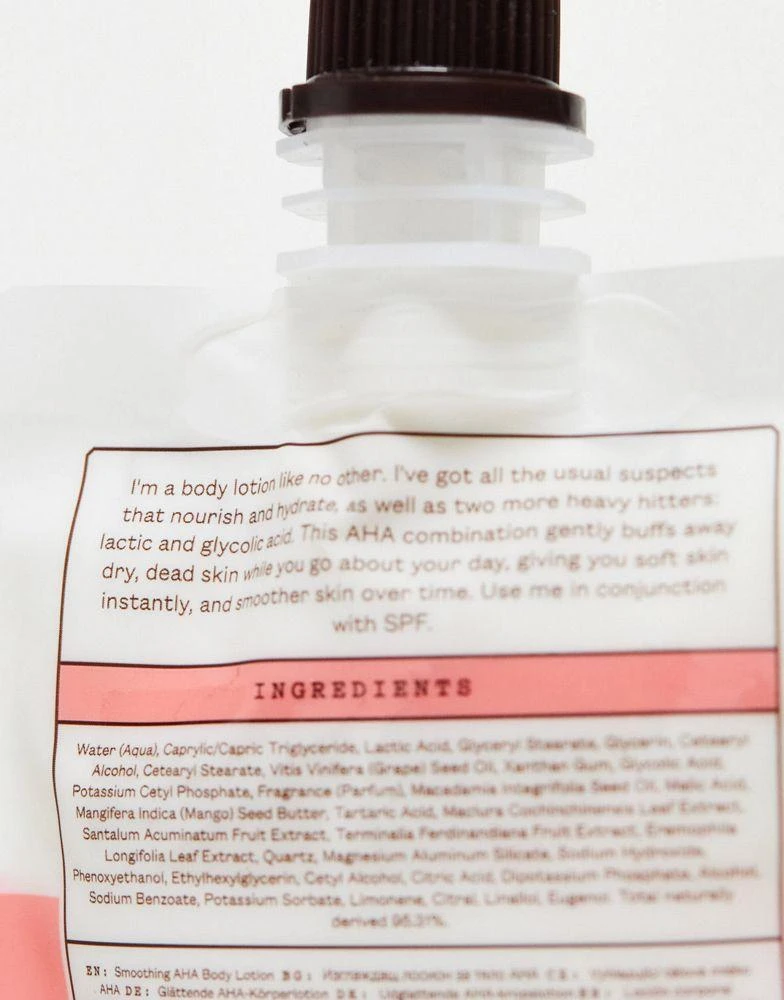 I'm a body lotion like no other. I've got all the usual suspects
that nourish and hydrate, as well as two more heavy hitters:
lactic and glycolic acid. This AHA combination gently buffs away
dry, dead skin while you go about your day, giving you soft skin
instantly, and smoother skin over time. Use me in conjunction
with SPF.
INGREDIENTS
Water (Aqua), Caprylic/Capric Triglyceride, Lactic Acid, Glyceryl Stearate, Glycerin, Cetearyl
Alcohol, Cetearyl Stearate, Vitis Vinifera (Grape) Seed Oil, Xanthan Gum, Glycolic Acid,
Potassium Cetyl Phosphate, Fragrance (Parfum), Macadamia Integrifolia Seed Oil, Malic Acid,
Mangifera Indica (Mango) Seed Butter, Tartaric Acid, Maclura Cochinchinensis Leaf Extract,
Santalum Acuminatum Fruit Extract, Terminalia Ferdinandiana Fruit Extract, Eremophila
Longifolia Leaf Extract, Quartz, Magnesium Aluminum Silicate, Sodium Hydroxide,
Phenoxyethanol, Ethylhexylglycerin, Cetyl Alcohol, Citric Acid, Dipotassium Phosphate, Alcohol,
Sodium Benzoate, Potassium Sorbate, Limonene, Citral, Linalol, Eugenol. Total naturally
derived 95.31%.
EN: Smoothing AHA Body Lotion BG:
AHA DE: Glättende AHA-Körperlotion